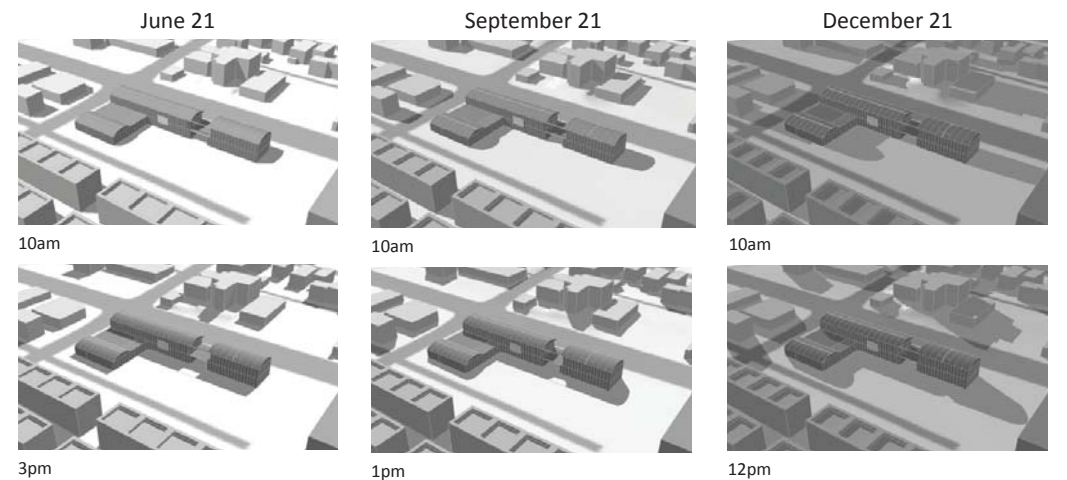 June 21
September 21
December 21
10am
10am
10am
3pm
1pm
12pm